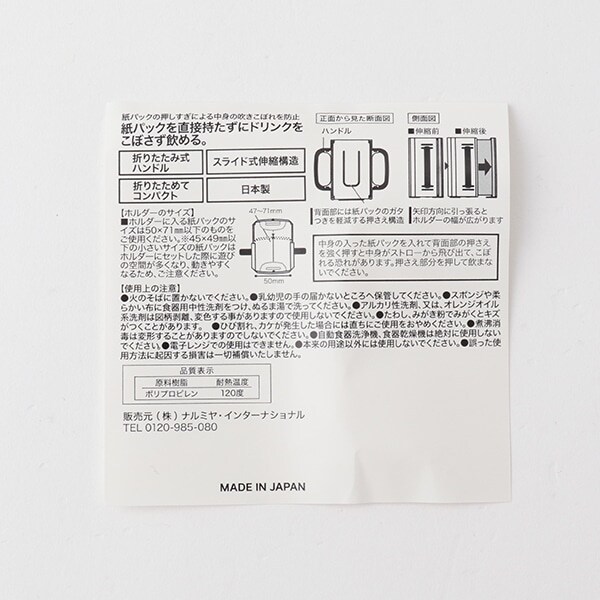 紙パックの押しすぎによる中身の吹きこぼれを防止
紙パックを直接持たずにドリンクを
こぼさず飲める。
折りたたみ式
ハンドル
スライド式伸縮構造
折りたためて
コンパクト
日本製
【ホルダーのサイズ】
■ホルダーに入る紙パックのサ
イズは50×71㎜以下のものを
ご使用ください。※45×49㎜以
下の小さいサイズの紙パックは
ホルダーにセットした際に遊び
の空間が多くなり、動きやすく
なるため、ご注意ください。
47〜71mm
50mm
正面から見た断面図
ハンドル
背面部には紙パックのガタ
つきを軽減する押さえ構造
側面図
■伸縮前
■伸縮後
矢印方向に引っ張ると
ホルダーの幅が広がります
中身の入った紙パックを入れて背面部の押さえ
を強く押すと中身がストローから飛び出て、こぼ
れる恐れがあります。押さえ部分を押して飲まな
いでください。
【使用上の注意】
●火のそばに置かないでください。●乳幼児の手の届かないところへ保管してください。●スポンジや柔
らかい布に食器用中性洗剤をつけ、ぬるま湯で洗ってください。●アルカリ性洗剤、又は、オレンジオイル
系洗剤は図柄剥離、変色する事がありますので使用しないでください。●たわし、みがき粉でみがくとキズ
がつくことがあります。●ひび割れ、カケが発生した場合には直ちにご使用をおやめください。●煮沸消
毒は変形することがありますのでしないでください。●自動食器洗浄機、食器乾燥機は絶対に使用しない
でください。●電子レンジでの使用はできません。●本来の用途以外には使用しないでください。●誤った使
用方法に起因する損害は一切補償いたしません。
品質表示
原料樹脂
耐熱温度
ポリプロピレン
120度
販売元（株）ナルミヤ・インターナショナル
TEL 0120-985-080
MADE IN JAPAN